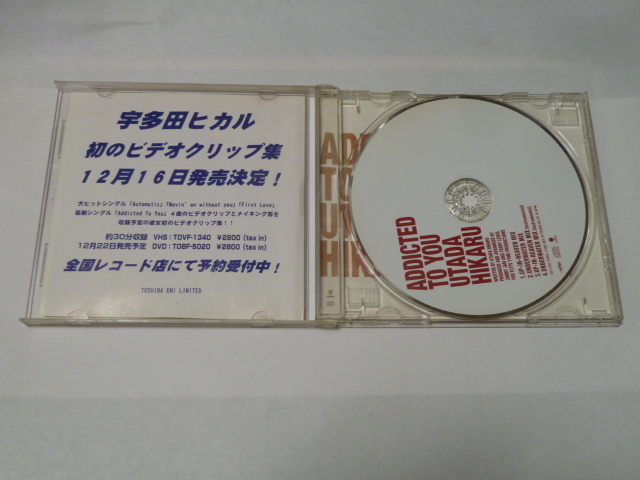 宇多田ヒカル
初のビデオクリップ集
12月16日発売決定！
大ヒットシングル「Automatic」「Movin' on without you」「First Love」
最新シングル「Addicted To You」4曲のビデオクリップとメイキング等を
収録予定の彼女初のビデオクリップ集！！
約30分収録 VHS：TOVF-1340 ¥2800 (tax in)
12月22日発売予定 DVD：TOBF-5020 ¥2800 (tax in)
全国レコード店にて予約受付中！
TOSHIBA EMI LIMITED
ADD
TO
HIK
ADDICTED
TO YOU
UTADA
HIKARU